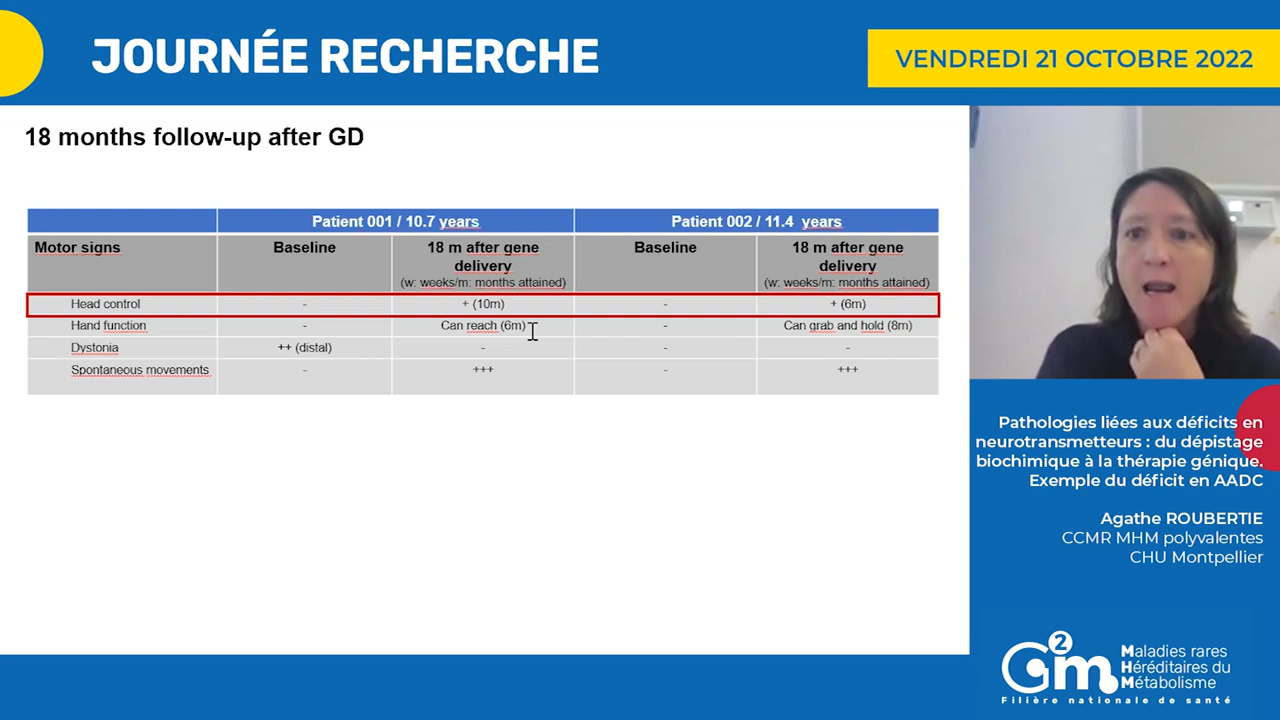 JOURNÉE RECHERCHE
VENDREDI 21 OCTOBRE 2022
18 months follow-up after GD
Patient 001 / 10.7 years
Patient 002 / 11.4 years
Motor signs
Baseline
18 m after gene
delivery
(w: weeks/m: months attained)
Baseline
18 m after gene
delivery
(w: weeks/m: months attained)
Head control - + (10m) - + (6m)
Hand function - Can reach (6m) - Can grab and hold (8m)
Dystonia ++ (distal) - - -
Spontaneous movements - +++ - +++
Pathologies liées aux déficits en
neurotransmetteurs : du dépistage
biochimique à la thérapie génique.
Exemple du déficit en AADC
Agathe ROUBERTIE
CCMR MHM polyvalentes
CHU Montpellier
G2m
Maladies rares
Héréditaires du
Métabolisme
Filière nationale de santé